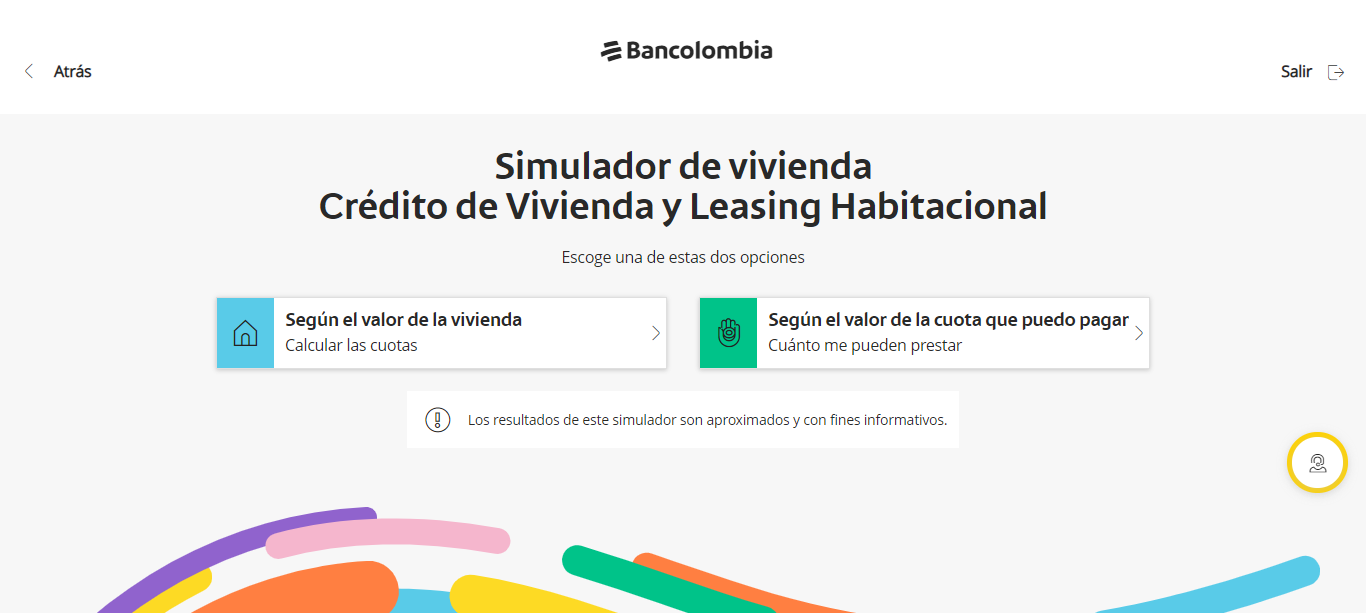 Bancolombia
Atrás
Salir
Simulador de vivienda
Crédito de Vivienda y Leasing Habitacional
Escoge una de estas dos opciones
Según el valor de la vivienda
Calcular las cuotas
Según el valor de la cuota que puedo pagar
Cuánto me pueden prestar
Los resultados de este simulador son aproximados y con fines informativos.